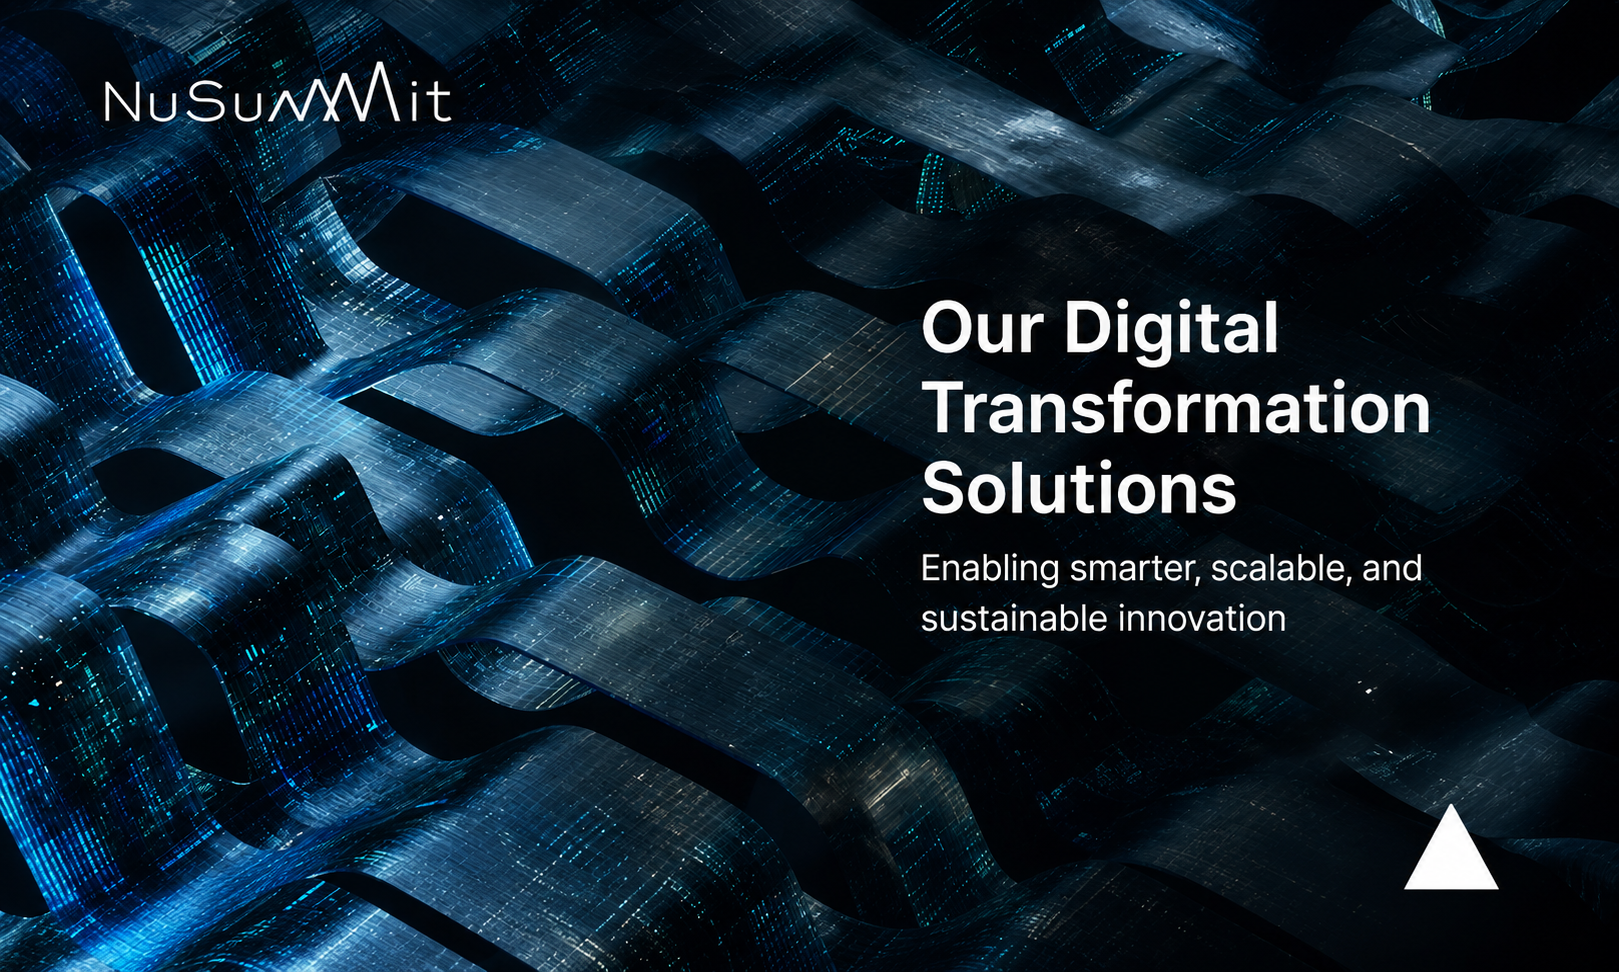 NuSummit
Our Digital
Transformation
Solutions
Enabling smarter, scalable, and
sustainable innovation